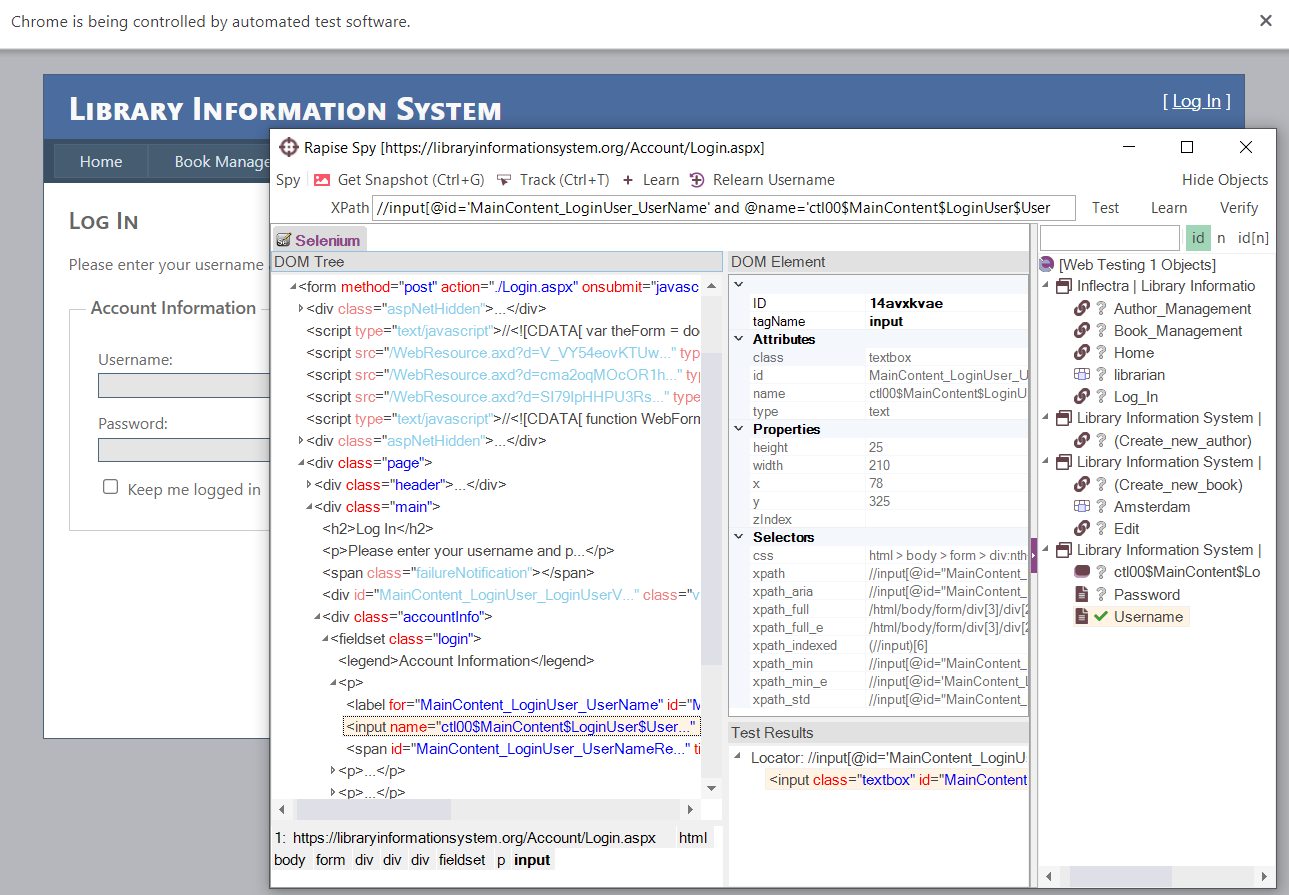 Chrome is being controlled by automated test software.
Library Information System
[ Log In ]
Home
Book Manage
Log In
Please enter your username
Account Information
Username:
Password:
Keep me logged in
Rapise Spy [https://libraryinformationsystem.org/Account/Login.aspx]
Spy
Get Snapshot (Ctrl+G)
Track (Ctrl+T)
+ Learn
Relearn Username
Hide Objects
XPath //input[@id='MainContent_LoginUser_UserName' and @name='ctl00$MainContent$LoginUser$User
Test
Learn
Verify
Selenium
DOM Tree
<form method="post" action="./Login.aspx" onsubmit="javasc
<div class="aspNetHidden">...</div>
<script type="text/javascript">//<![CDATA[ var theForm = do
<script src="/WebResource.axd?d=V_VY54eovKTUw..." typ
<script src="/WebResource.axd?d=cma2oqMOcOR1h..." ty
<script src="/WebResource.axd?d=SI79lpHHPU3Rs..." type
<script type="text/javascript">//<![CDATA[ function WebForm
<div class="aspNetHidden">...</div>
<div class="page">
<div class="header">...</div>
<div class="main">
<h2>Log In</h2>
<p>Please enter your username and p...</p>
<span class="failureNotification"></span>
<div id="MainContent_LoginUser_LoginUserV..." class="v
<div class="accountInfo">
<fieldset class="login">
<legend>Account Information</legend>
<p>
<label for="MainContent_LoginUser_UserName" id="M
<input name="ctl00$MainContent$LoginUser$User..."
<span id="MainContent_LoginUser_UserNameRe..." ti
<p>...</p>
<p>...</p>
1: https://libraryinformationsystem.org/Account/Login.aspx html
body form div div div fieldset p input
DOM Element
ID 14avxkvae
tagName input
Attributes
class textbox
id MainContent_LoginUser_U
name ctl00$MainContent$LoginU
type text
Properties
height 25
width 210
x 78
y 325
zIndex
Selectors
css html > body > form > div:nth
xpath //input[@id="MainContent_
xpath_aria //input[@id="MainContent_
xpath_full /html/body/form/div[3]/div[2
xpath_full_e /html/body/form/div[3]/div[2
xpath_indexed (//input)[6]
xpath_min //input[@id="MainContent_
xpath_min_e //input[@id='MainContent_L
xpath_std //input[@id="MainContent_
Test Results
Locator: //input[@id='MainContent_LoginU
<input class="textbox" id="MainContent
id n id[n]
[Web Testing 1 Objects]
Inflectra | Library Informatio
? Author_Management
? Book_Management
? Home
? librarian
? Log_In
Library Information System |
? (Create_new_author)
Library Information System |
? (Create_new_book)
? Amsterdam
? Edit
Library Information System |
? ctl00$MainContent$Lo
? Password
Username